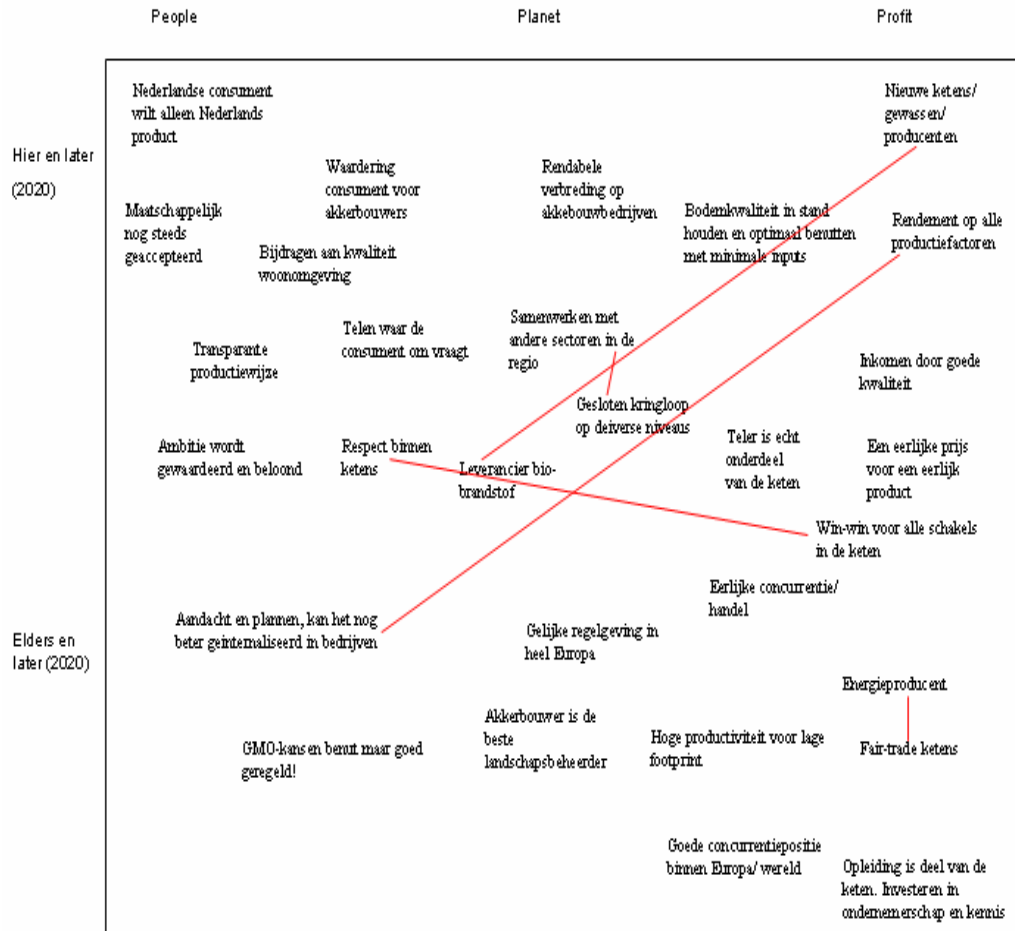 People
Planet
Profit
Hier en later
(2020)
Elders en
later (2020)
Nederlandse consument
wilt alleen Nederlands
product
Nieuwe ketens/
gewassen/
producenten
Waardering
consument voor
akkerbouwers
Rendabele
verbreding op
akkebouwbedrijven
Maatschappelijk
nog steeds
geaccepteerd
Bijdragen aan kwaliteit
woonomgeving
Bodemkwaliteit in stand
houden en optimaal benutten
met minimale inputs
Rendement op alle
productiefactoren
Transparante
productiewijze
Telen waar de
consument om vraagt
Samenwerken met
andere sectoren in de
regio
Inkomen door goede
kwaliteit
Gesloten kringloop
op deiverse niveaus
Ambitie wordt
gewaardeerd en beloond
Respect binnen
ketens
Leverancier bio-
brandstof
Teler is echt
onderdeel
van de keten
Een eerlijke prijs
voor een eerlijk
product
Win-win voor alle schakels
in de keten
Eerlijke concurrentie/
handel
Aandacht en plannen, kan het nog
beter geinternaliseerd in bedrijven
Gelijke regelgeving in
heel Europa
Energieproducent
GMO-kansen benut maar goed
geregeld!
Akkerbouwer is de
beste
landschapsbeheerder
Hoge productiviteit voor lage
footprint
Fair-trade ketens
Goede concurrentiepositie
binnen Europa/ wereld
Opleiding is deel van de
keten. Investeren in
ondernemerschap en kennis